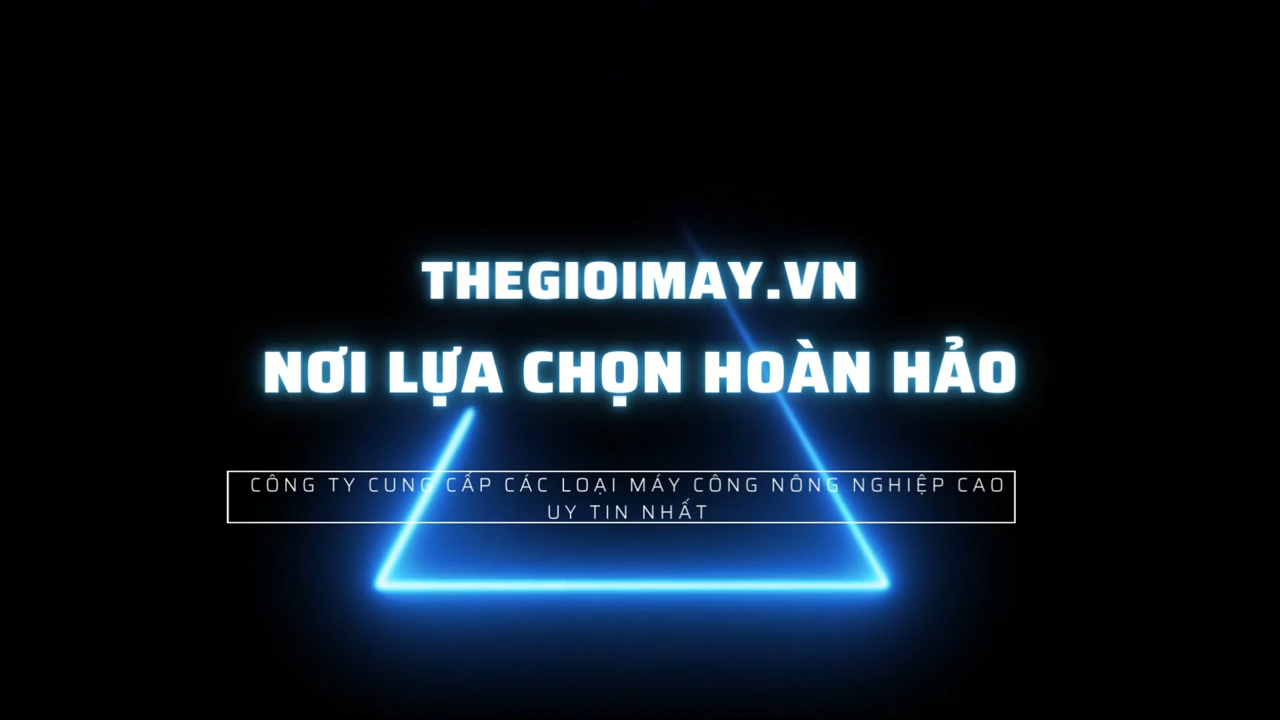 THEGIOIMAY.VN
NƠI LỰA CHỌN HOÀN HẢO
CÔNG TY CUNG CẤP CÁC LOẠI MÁY CÔNG NÔNG NGHIỆP CAO
UY TIN NHẤT